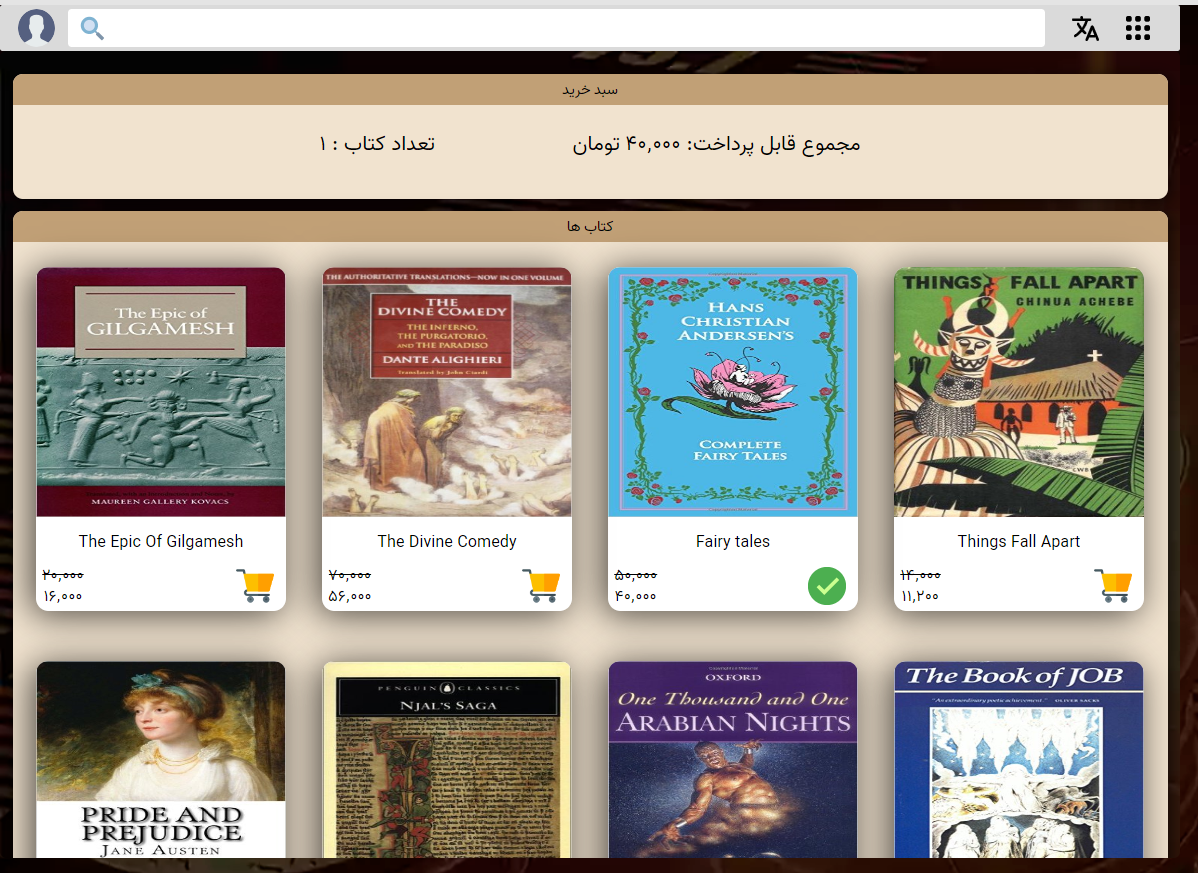 سبد خرید
مجموع قابل پرداخت: ۴۰,۰۰۰ تومان
تعداد کتاب : ۱
کتاب ها
The Epic of
GILGAMESH
MAUREEN GALLERY KOVACS
The Epic Of Gilgamesh
۲۰,۰۰۰
۱۶,۰۰۰
THE AUTHORITATIVE TRANSLATIONS—NOW IN ONE VOLUME
THE
DIVINE COMEDY
THE INFERNO,
THE PURGATORIO,
AND THE PARADISO
DANTE ALIGHIERI
Translated by John Ciardi
The Divine Comedy
۷۰,۰۰۰
۵۶,۰۰۰
HANS
CHRISTIAN
ANDERSEN'S
COMPLETE
FAIRY TALES
Fairy tales
۵۰,۰۰۰
۴۰,۰۰۰
THINGS FALL APART
CHINUA ACHEBE
Things Fall Apart
۱۴,۰۰۰
۱۱,۲۰۰
PRIDE AND
PREJUDICE
JANE AUSTEN
PENGUIN CLASSICS
NJAL'S SAGA
OXFORD
One Thousand and One
ARABIAN NIGHTS
The Book of JOB
"An extraordinary poetic achievement." OLIVER SACKS